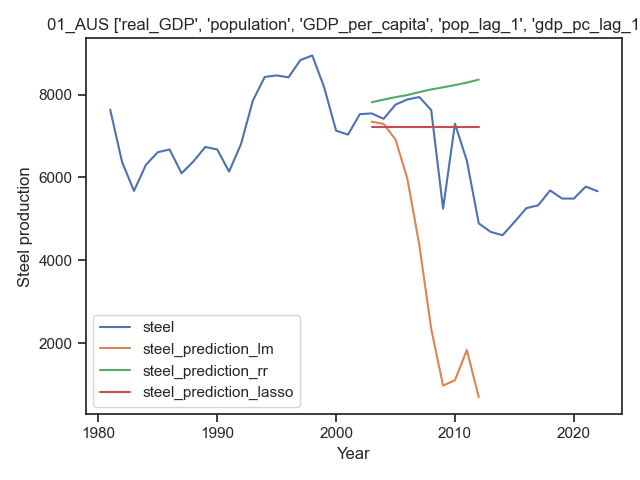 01_AUS ['real_GDP', 'population', 'GDP_per_capita', 'pop_lag_1', 'gdp_pc_lag_1
Steel production
8000
6000
4000
2000
steel
steel_prediction_lm
steel_prediction_rr
steel_prediction_lasso
1980 1990 2000 2010 2020
Year